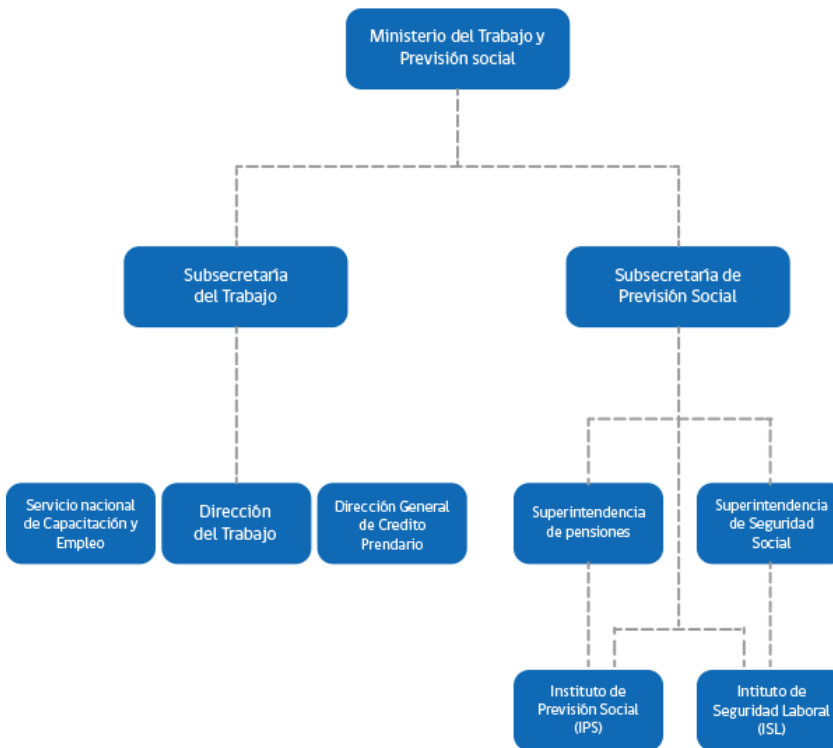 Ministerio del Trabajo y
Previsión social
Subsecretaría
del Trabajo
Subsecretaría de
Previsión Social
Servicio nacional
de Capacitación y
Empleo
Dirección
del Trabajo
Dirección General
de Credito
Prendario
Superintendencia
de pensiones
Superintendencia
de Seguridad
Social
Instituto de
Previsión Social
(IPS)
Intituto de
Seguridad Laboral
(ISL)